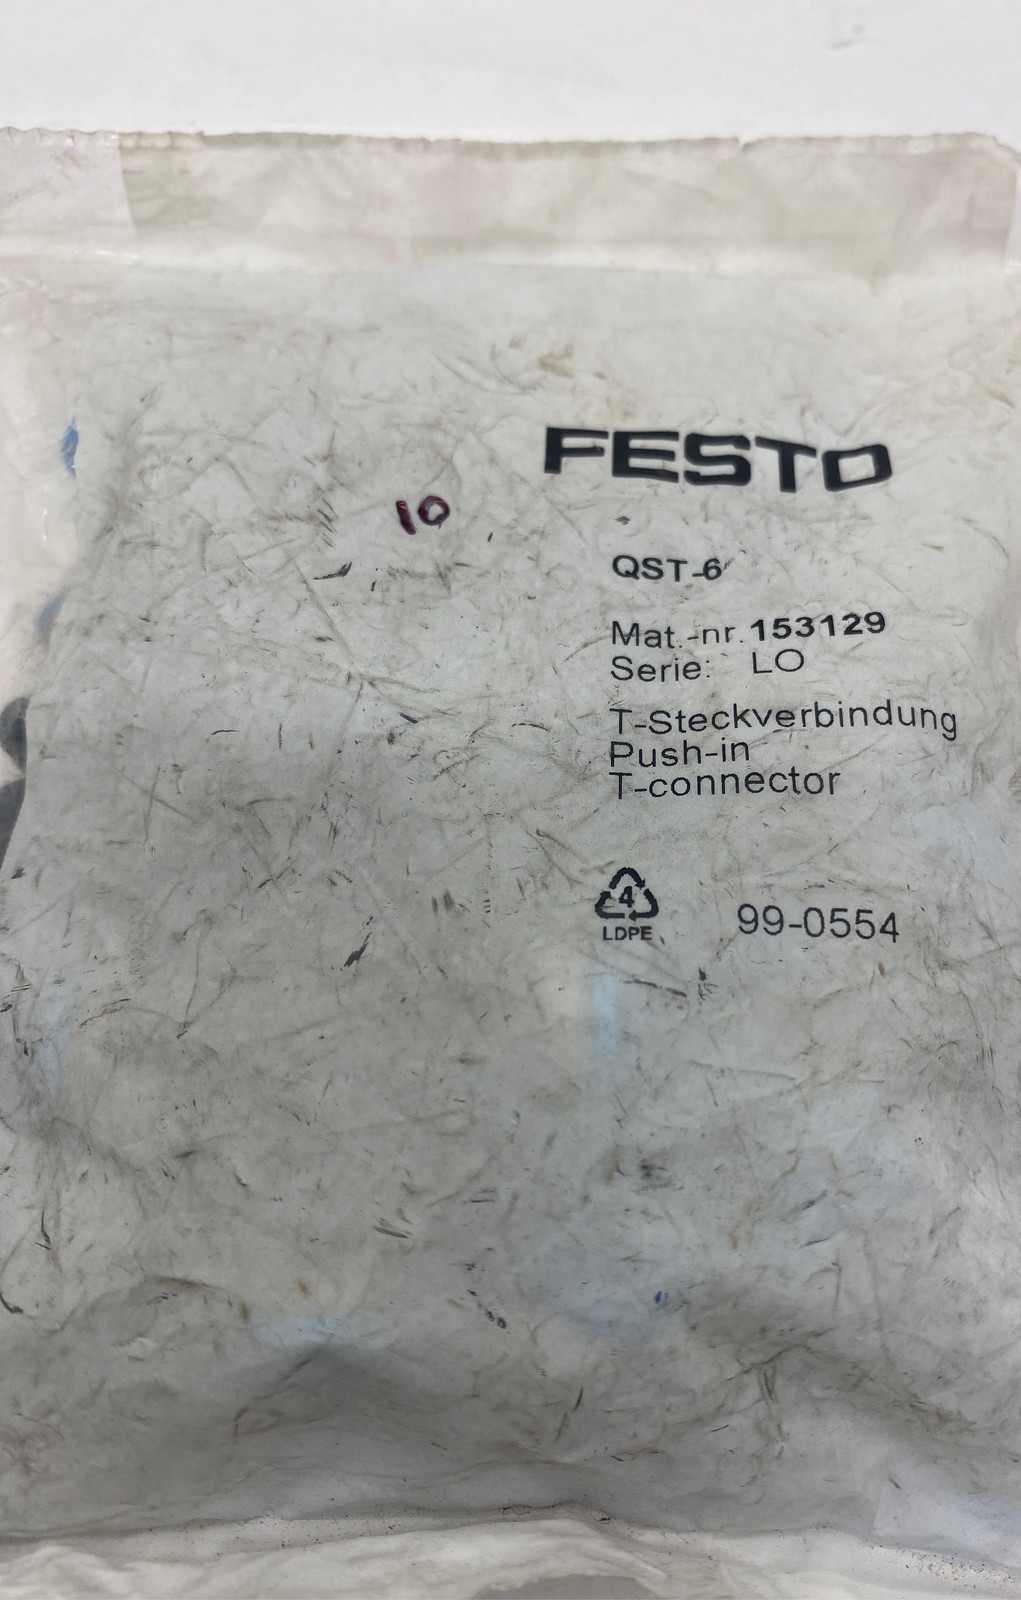 FESTO
10
QST-6
Mat.-nr. 153129
Serie: LO
T-Steckverbindung
Push-in
T-connector
4
LDPE
99-0554